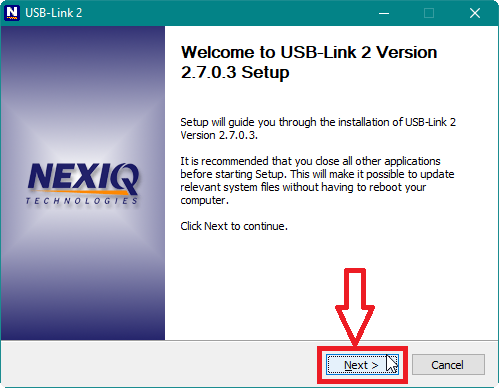 N USB-Link 2
Welcome to USB-Link 2 Version
2.7.0.3 Setup
Setup will guide you through the installation of USB-Link 2
Version 2.7.0.3.
It is recommended that you close all other applications
before starting Setup. This will make it possible to update
relevant system files without having to reboot your
computer.
Click Next to continue.
NEXIQ
TECHNOLOGIES
Next >
Cancel